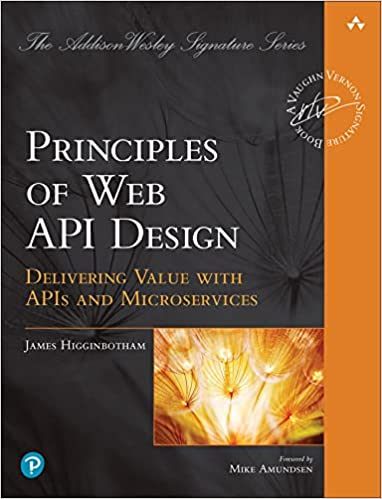 The Addison Wesley Signature Series
A VAUGHN VERNON SIGNATURE BOOK
PRINCIPLES
OF WEB
API DESIGN
DELIVERING VALUE WITH
APIS AND MICROSERVICES
JAMES HIGGINBOTHAM
P
Foreword by
MIKE AMUNDSEN